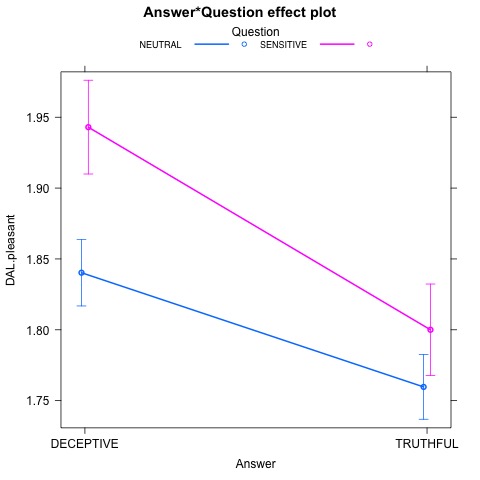 Answer*Question effect plot
Question
NEUTRAL SENSITIVE
DAL.pleasant
1.95
1.90
1.85
1.80
1.75
DECEPTIVE TRUTHFUL
Answer